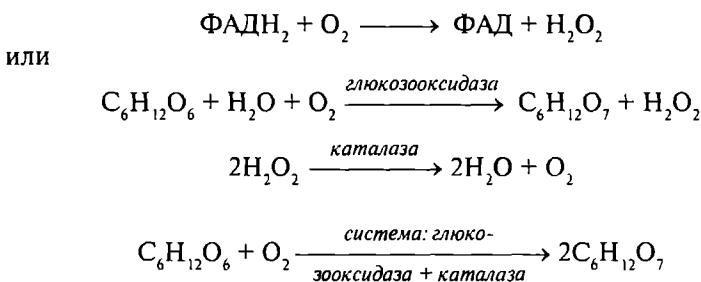 ФАДН₂ + O₂ ⟶ ФАД + H₂O₂
или
C₆H₁₂O₆ + H₂O + O₂ глюкозооксидаза ⟶ C₆H₁₂O₇ + H₂O₂
2H₂O₂ каталаза ⟶ 2H₂O + O₂
C₆H₁₂O₆ + O₂ система: глюко- ⟶ 2C₆H₁₂O₇
зооксидаза + каталаза